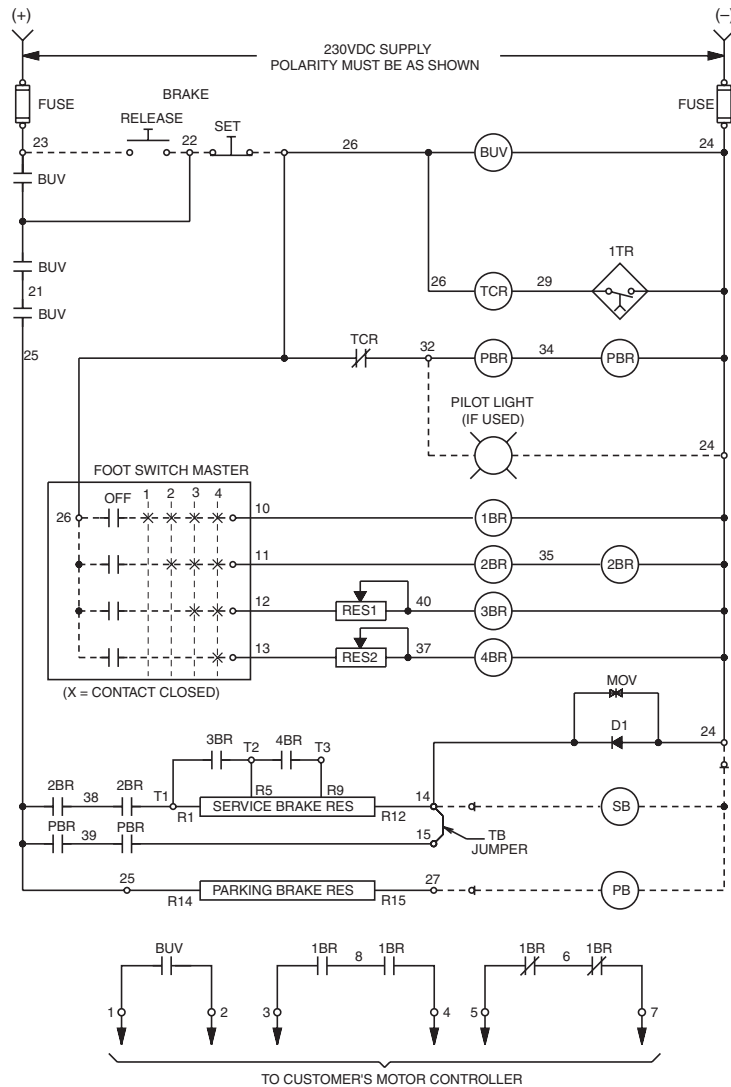 (+) (–)
230VDC SUPPLY
POLARITY MUST BE AS SHOWN
FUSE BRAKE FUSE
RELEASE SET
23 22 26 BUV 24
BUV
1TR
BUV
21 26 TCR 29
BUV
25 TCR 32 PBR 34 PBR
PILOT LIGHT
(IF USED)
24
FOOT SWITCH MASTER
OFF 1 2 3 4
26 10 1BR
11 2BR 35 2BR
12 RES1 40 3BR
13 RES2 37 4BR
(X = CONTACT CLOSED)
MOV
D1 24
3BR T2 4BR T3
2BR 38 2BR T1 R5 R9 14
R1 SERVICE BRAKE RES R12 SB
PBR 39 PBR 15 TB
JUMPER
25 R14 PARKING BRAKE RES R15 27 PB
BUV 1BR 8 1BR 1BR 6 1BR
1 2 3 4 5 7
TO CUSTOMER'S MOTOR CONTROLLER